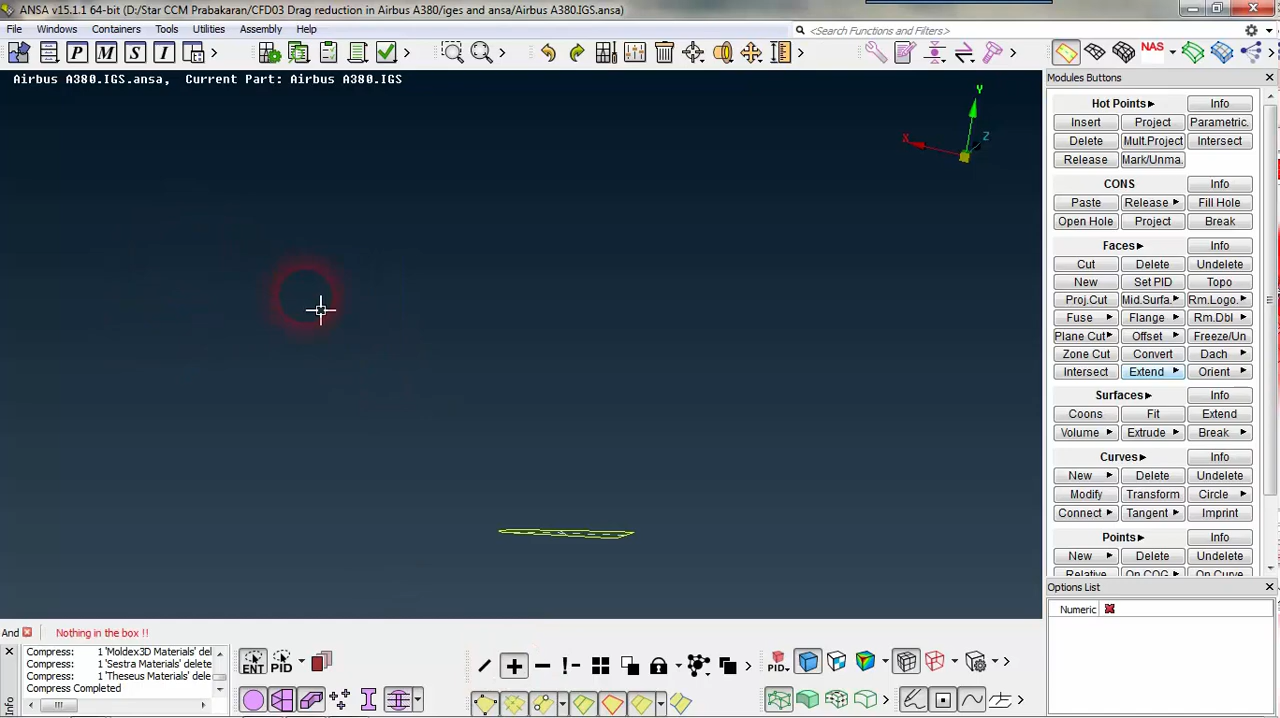 ANSA v15.1.1 64-bit (D:/Star CCM Prabakaran/CFD03 Drag reduction in Airbus A380/iges and ansa/Airbus A380.IGS.ansa)
File Windows Containers Tools Utilities Assembly Help
<Search Functions and Filters>
P M S I NAS
Airbus A380.IGS.ansa, Current Part: Airbus A380.IGS
Y
X
Z
Modules Buttons
Hot Points Info
Insert Project Parametric.
Delete Mult.Project Intersect
Release Mark/Unma.
CONS Info
Paste Release Fill Hole
Open Hole Project Break
Faces Info
Cut Delete Undelete
New Set PID Topo
Proj.Cut Mid.Surfa. Rm.Logo.
Fuse Flange Rm.Dbl
Plane Cut Offset Freeze/Un
Zone Cut Convert Dach
Intersect Extend Orient
Surfaces Info
Coons Fit Extend
Volume Extrude Break
Curves Info
New Delete Undelete
Modify Transform Circle
Connect Tangent Imprint
Points Info
New Delete Undelete
Relative On COG On Curve
Options List
Numeric
And Nothing in the box !!
Compress: 1 'Moldex3D Materials' del
Compress: 1 'Sestra Materials' delete
Compress: 1 'Theseus Materials' dele
Compress Completed
Info
ENT PID PID